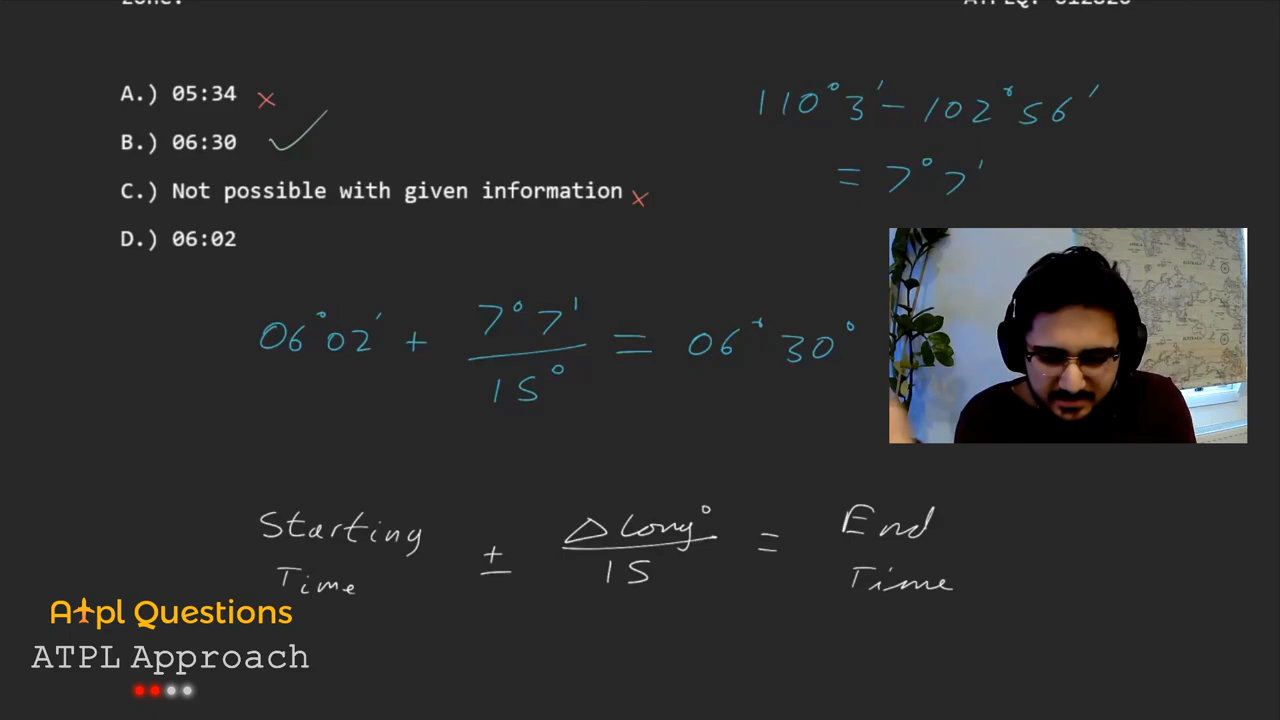 zone.
A.) 05:34 ×
B.) 06:30 ✓
C.) Not possible with given information ×
D.) 06:02
110°3' - 102°56'
= 7°7'
06°02' + 7°7' / 15° = 06°30°
Starting Time ± ΔLong° / 15 = End Time
Atpl Questions
ATPL Approach